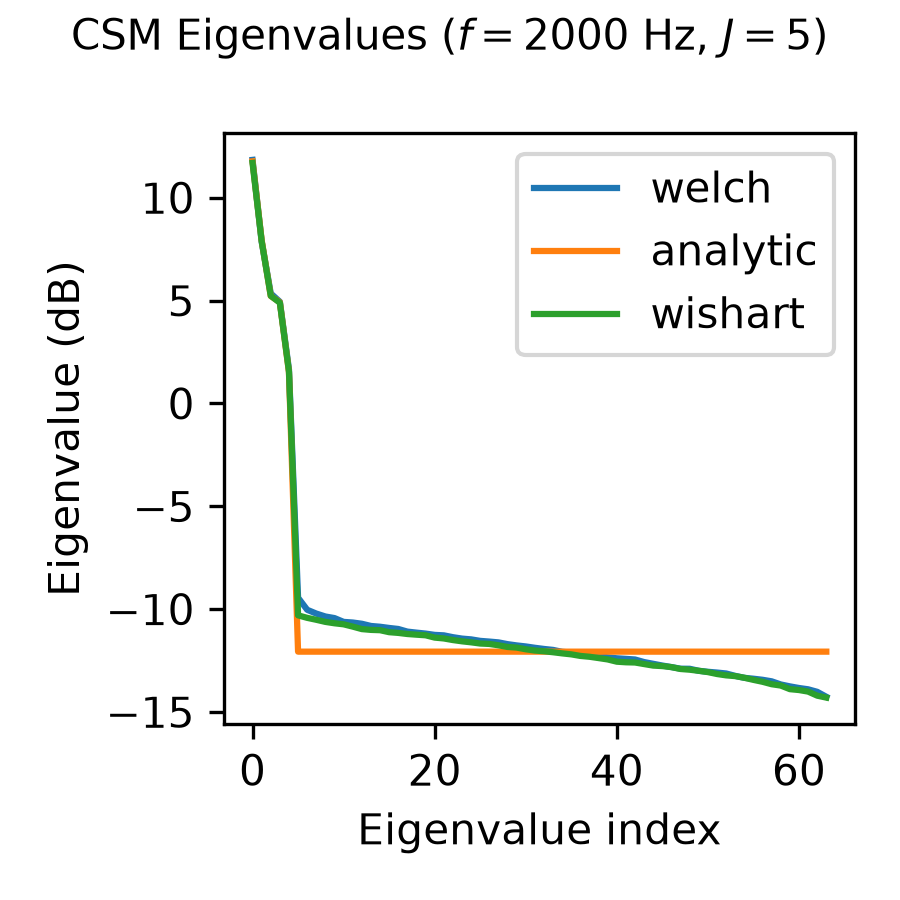 CSM Eigenvalues (f = 2000 Hz, J = 5)
welch
analytic
wishart
Eigenvalue (dB)
10
5
0
−5
−10
−15
0 20 40 60
Eigenvalue index